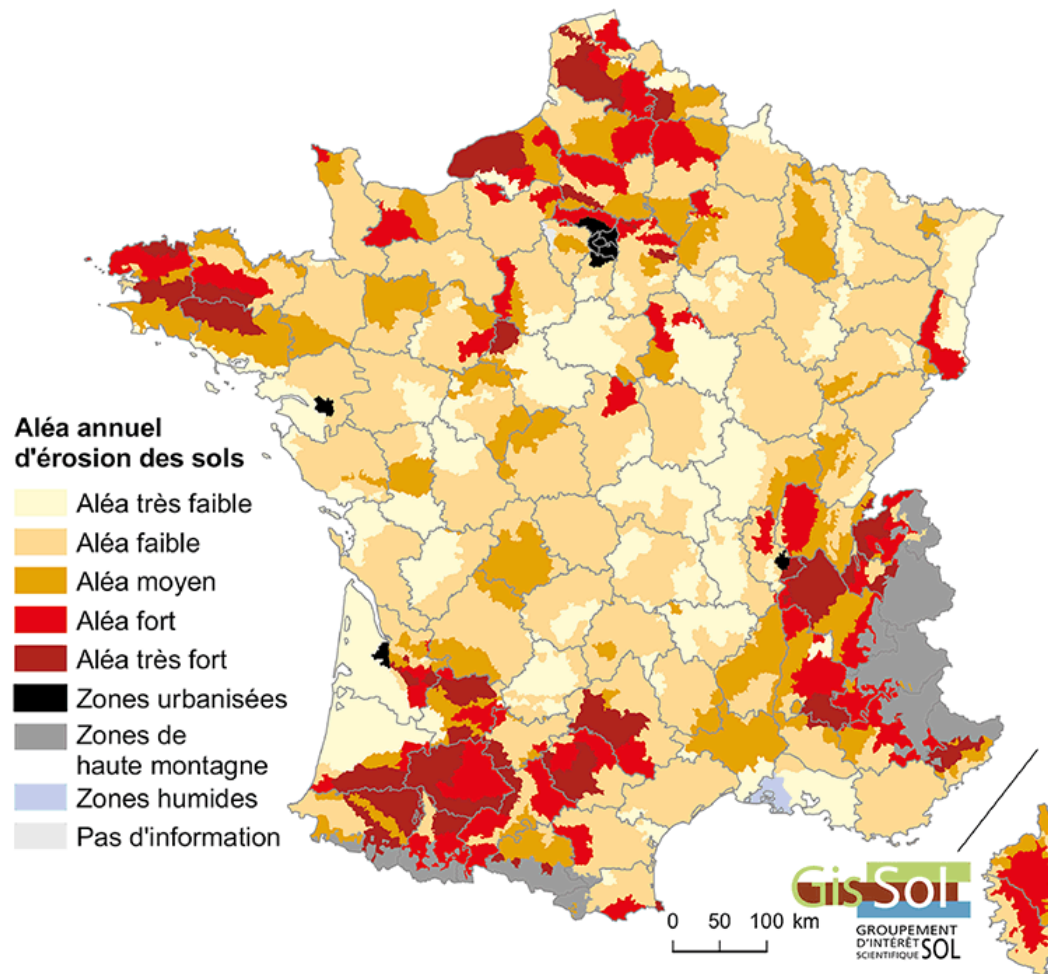 Aléa annuel
d'érosion des sols
Aléa très faible
Aléa faible
Aléa moyen
Aléa fort
Aléa très fort
Zones urbanisées
Zones de
haute montagne
Zones humides
Pas d'information
0 50 100 km
GisSol
GROUPEMENT
D'INTÉRÊT
SCIENTIFIQUE SOL